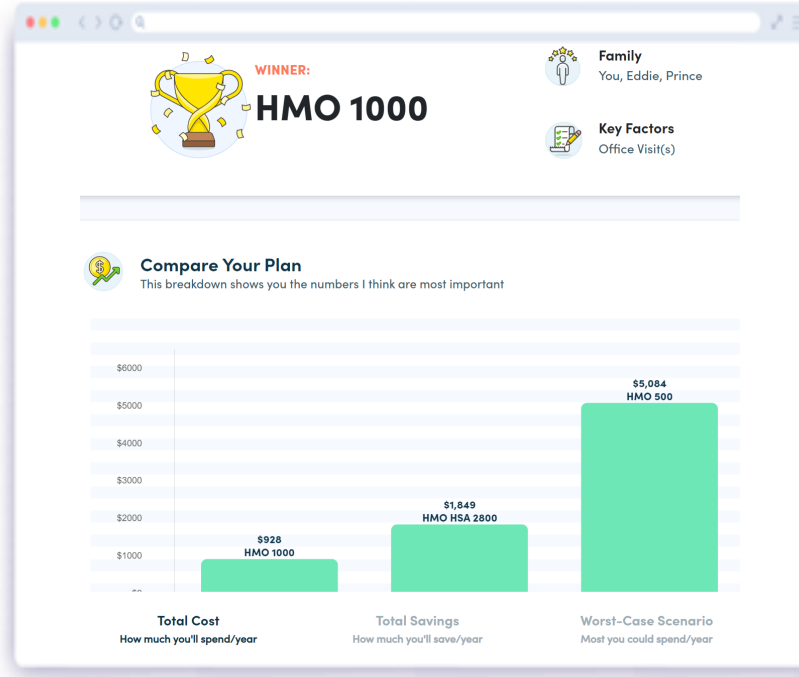 WINNER:
HMO 1000
Family
You, Eddie, Prince
Key Factors
Office Visit(s)
Compare Your Plan
This breakdown shows you the numbers I think are most important
$6000
$5000
$4000
$3000
$2000
$1000
$0
$928
HMO 1000
$1,849
HMO HSA 2800
$5,084
HMO 500
Total Cost
How much you'll spend/year
Total Savings
How much you'll save/year
Worst-Case Scenario
Most you could spend/year